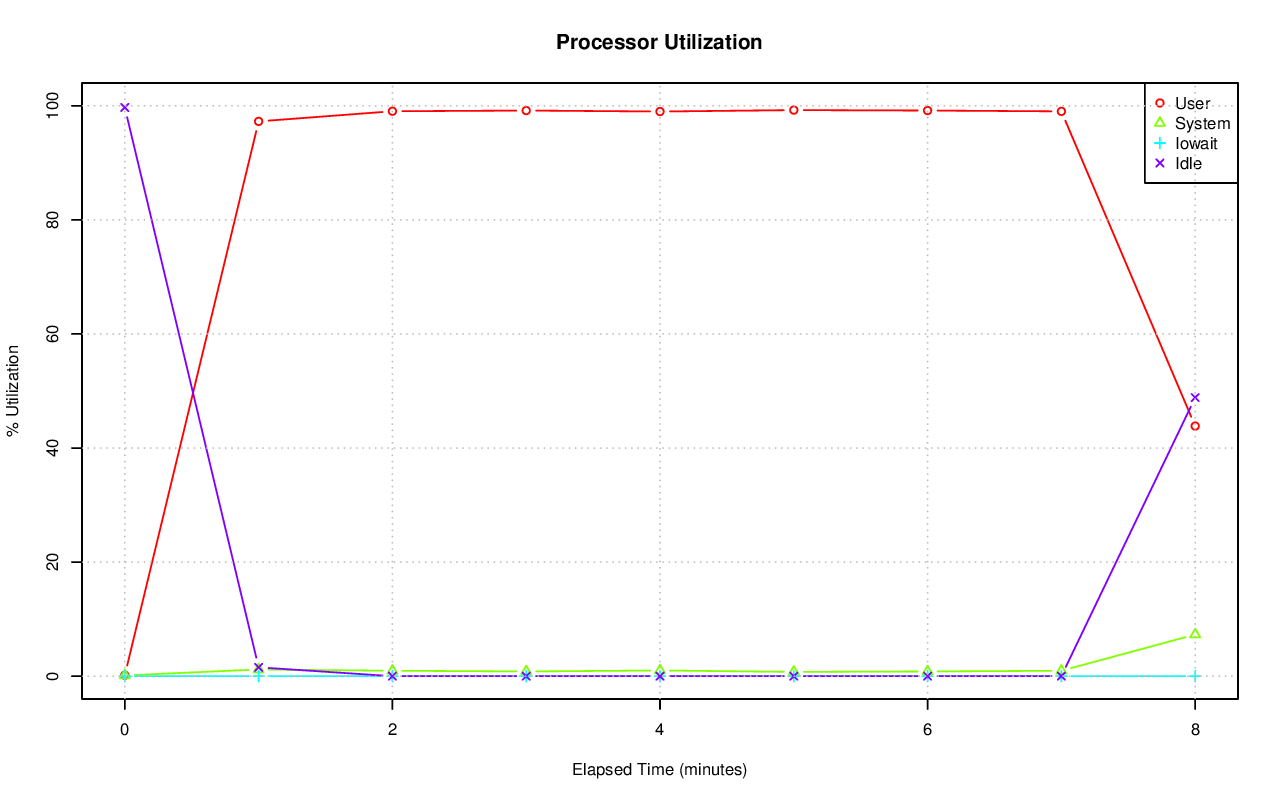 Processor Utilization
100
80
60
40
20
0
% Utilization
User
System
Iowait
Idle
0 2 4 6 8
Elapsed Time (minutes)